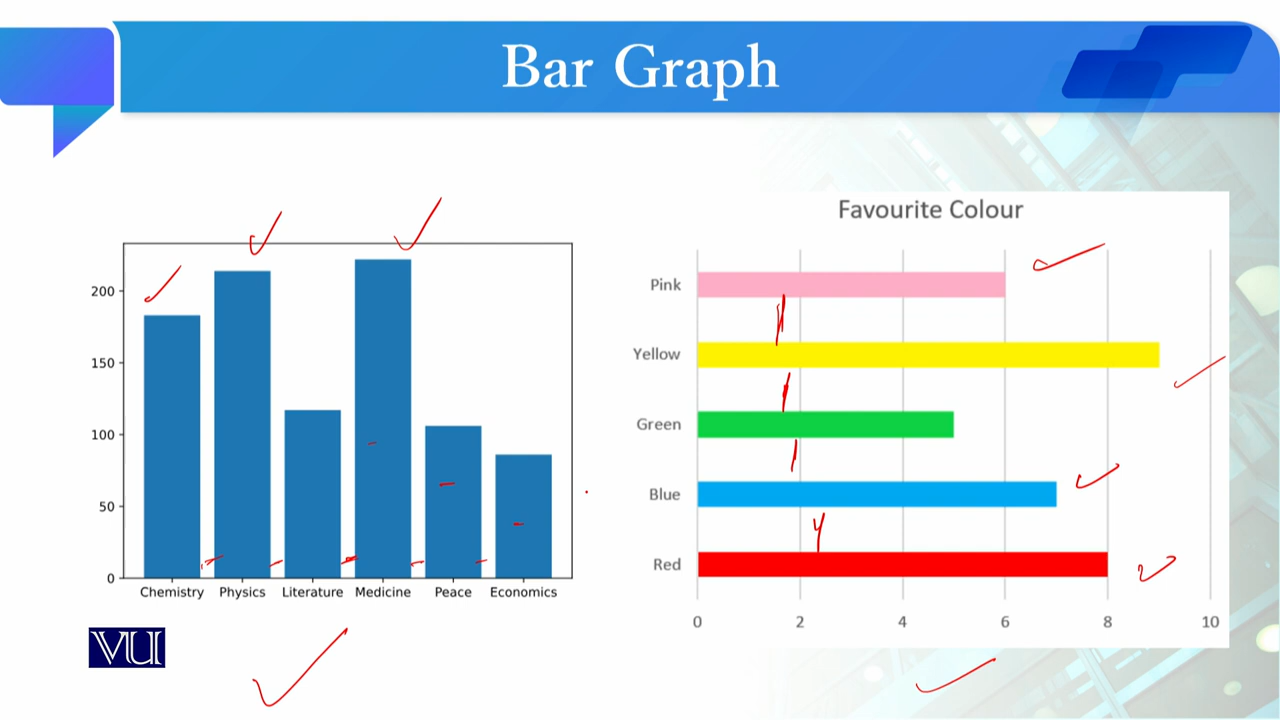 Bar Graph
200
150
100
50
0
Chemistry Physics Literature Medicine Peace Economics
VU
Favourite Colour
Pink
Yellow
Green
Blue
Red
0 2 4 6 8 10